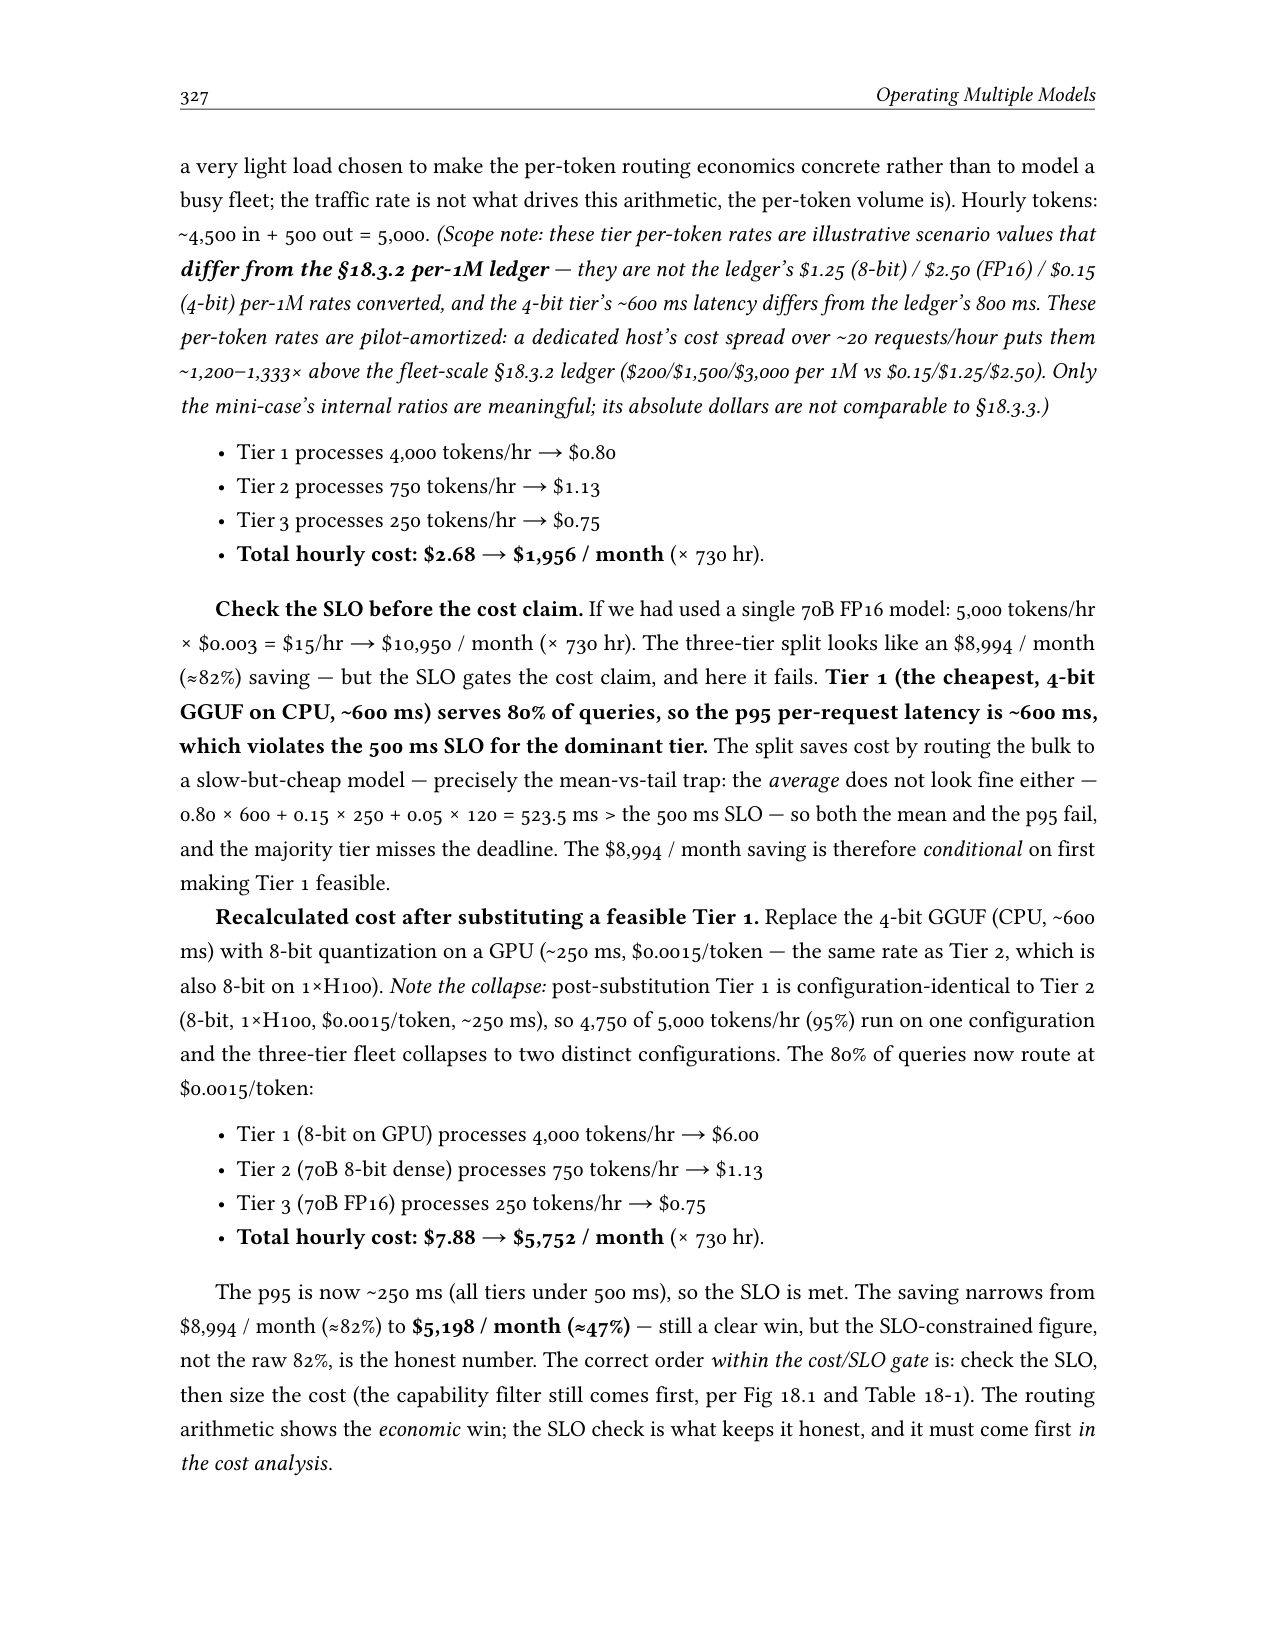 327 Operating Multiple Models
a very light load chosen to make the per-token routing economics concrete rather than to model a
busy fleet; the traffic rate is not what drives this arithmetic, the per-token volume is). Hourly tokens:
~4,500 in + 500 out = 5,000. (Scope note: these tier per-token rates are illustrative scenario values that
differ from the §18.3.2 per-1M ledger — they are not the ledger’s $1.25 (8-bit) / $2.50 (FP16) / $0.15
(4-bit) per-1M rates converted, and the 4-bit tier’s ~600 ms latency differs from the ledger’s 800 ms. These
per-token rates are pilot-amortized: a dedicated host’s cost spread over ~20 requests/hour puts them
~1,200–1,333× above the fleet-scale §18.3.2 ledger ($200/$1,500/$3,000 per 1M vs $0.15/$1.25/$2.50). Only
the mini-case’s internal ratios are meaningful; its absolute dollars are not comparable to §18.3.3.)
• Tier 1 processes 4,000 tokens/hr → $0.80
• Tier 2 processes 750 tokens/hr → $1.13
• Tier 3 processes 250 tokens/hr → $0.75
• Total hourly cost: $2.68 → $1,956 / month (× 730 hr).
Check the SLO before the cost claim. If we had used a single 70B FP16 model: 5,000 tokens/hr
× $0.003 = $15/hr → $10,950 / month (× 730 hr). The three-tier split looks like an $8,994 / month
(≈82%) saving — but the SLO gates the cost claim, and here it fails. Tier 1 (the cheapest, 4-bit
GGUF on CPU, ~600 ms) serves 80% of queries, so the p95 per-request latency is ~600 ms,
which violates the 500 ms SLO for the dominant tier. The split saves cost by routing the bulk to
a slow-but-cheap model — precisely the mean-vs-tail trap: the average does not look fine either —
0.80 × 600 + 0.15 × 250 + 0.05 × 120 = 523.5 ms > the 500 ms SLO — so both the mean and the p95 fail,
and the majority tier misses the deadline. The $8,994 / month saving is therefore conditional on first
making Tier 1 feasible.
Recalculated cost after substituting a feasible Tier 1. Replace the 4-bit GGUF (CPU, ~600
ms) with 8-bit quantization on a GPU (~250 ms, $0.0015/token — the same rate as Tier 2, which is
also 8-bit on 1×H100). Note the collapse: post-substitution Tier 1 is configuration-identical to Tier 2
(8-bit, 1×H100, $0.0015/token, ~250 ms), so 4,750 of 5,000 tokens/hr (95%) run on one configuration
and the three-tier fleet collapses to two distinct configurations. The 80% of queries now route at
$0.0015/token:
• Tier 1 (8-bit on GPU) processes 4,000 tokens/hr → $6.00
• Tier 2 (70B 8-bit dense) processes 750 tokens/hr → $1.13
• Tier 3 (70B FP16) processes 250 tokens/hr → $0.75
• Total hourly cost: $7.88 → $5,752 / month (× 730 hr).
The p95 is now ~250 ms (all tiers under 500 ms), so the SLO is met. The saving narrows from
$8,994 / month (≈82%) to $5,198 / month (≈47%) — still a clear win, but the SLO-constrained figure,
not the raw 82%, is the honest number. The correct order within the cost/SLO gate is: check the SLO,
then size the cost (the capability filter still comes first, per Fig 18.1 and Table 18-1). The routing
arithmetic shows the economic win; the SLO check is what keeps it honest, and it must come first in
the cost analysis.